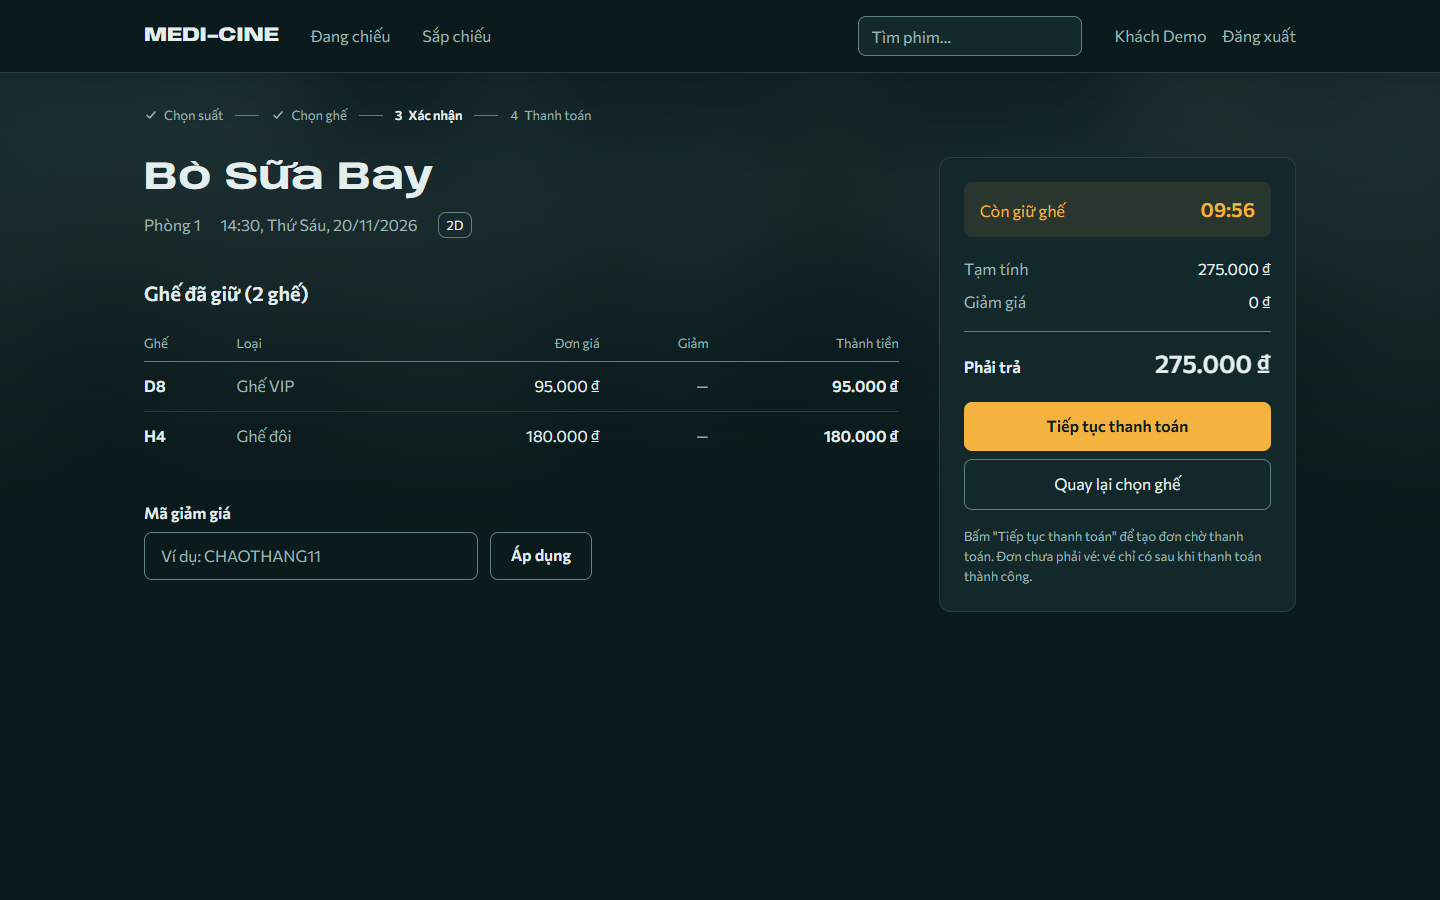 MEDI-CINE Đang chiếu Sắp chiếu Tìm phim... Khách Demo Đăng xuất
Chọn suất — Chọn ghế — 3 Xác nhận — 4 Thanh toán
Bò Sữa Bay
Phòng 1 14:30, Thứ Sáu, 20/11/2026 2D
Ghế đã giữ (2 ghế)
Ghế Loại Đơn giá Giảm Thành tiền
D8 Ghế VIP 95.000 ₫ — 95.000 ₫
H4 Ghế đôi 180.000 ₫ — 180.000 ₫
Mã giảm giá
Ví dụ: CHAOTHANG11 Áp dụng
Còn giữ ghế 09:56
Tạm tính 275.000 ₫
Giảm giá 0 ₫
Phải trả 275.000 ₫
Tiếp tục thanh toán
Quay lại chọn ghế
Bấm "Tiếp tục thanh toán" để tạo đơn chờ thanh
toán. Đơn chưa phải vé: vé chỉ có sau khi thanh toán
thành công.